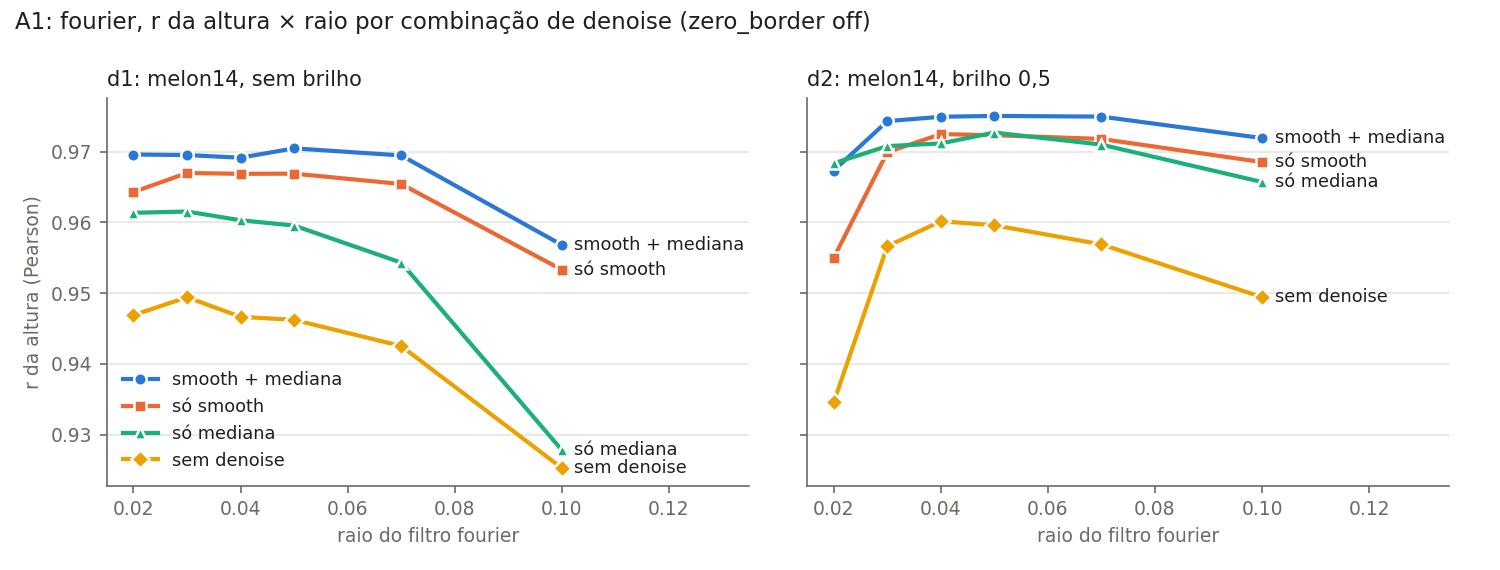 A1: fourier, r da altura × raio por combinação de denoise (zero_border off)
d1: melon14, sem brilho
r da altura (Pearson)
0.97
0.96
0.95
0.94
0.93
smooth + mediana
só smooth
só mediana
sem denoise
smooth + mediana
só smooth
só mediana
sem denoise
0.02
0.04
0.06
0.08
0.10
0.12
raio do filtro fourier
d2: melon14, brilho 0,5
smooth + mediana
só smooth
só mediana
sem denoise
0.02
0.04
0.06
0.08
0.10
0.12
raio do filtro fourier